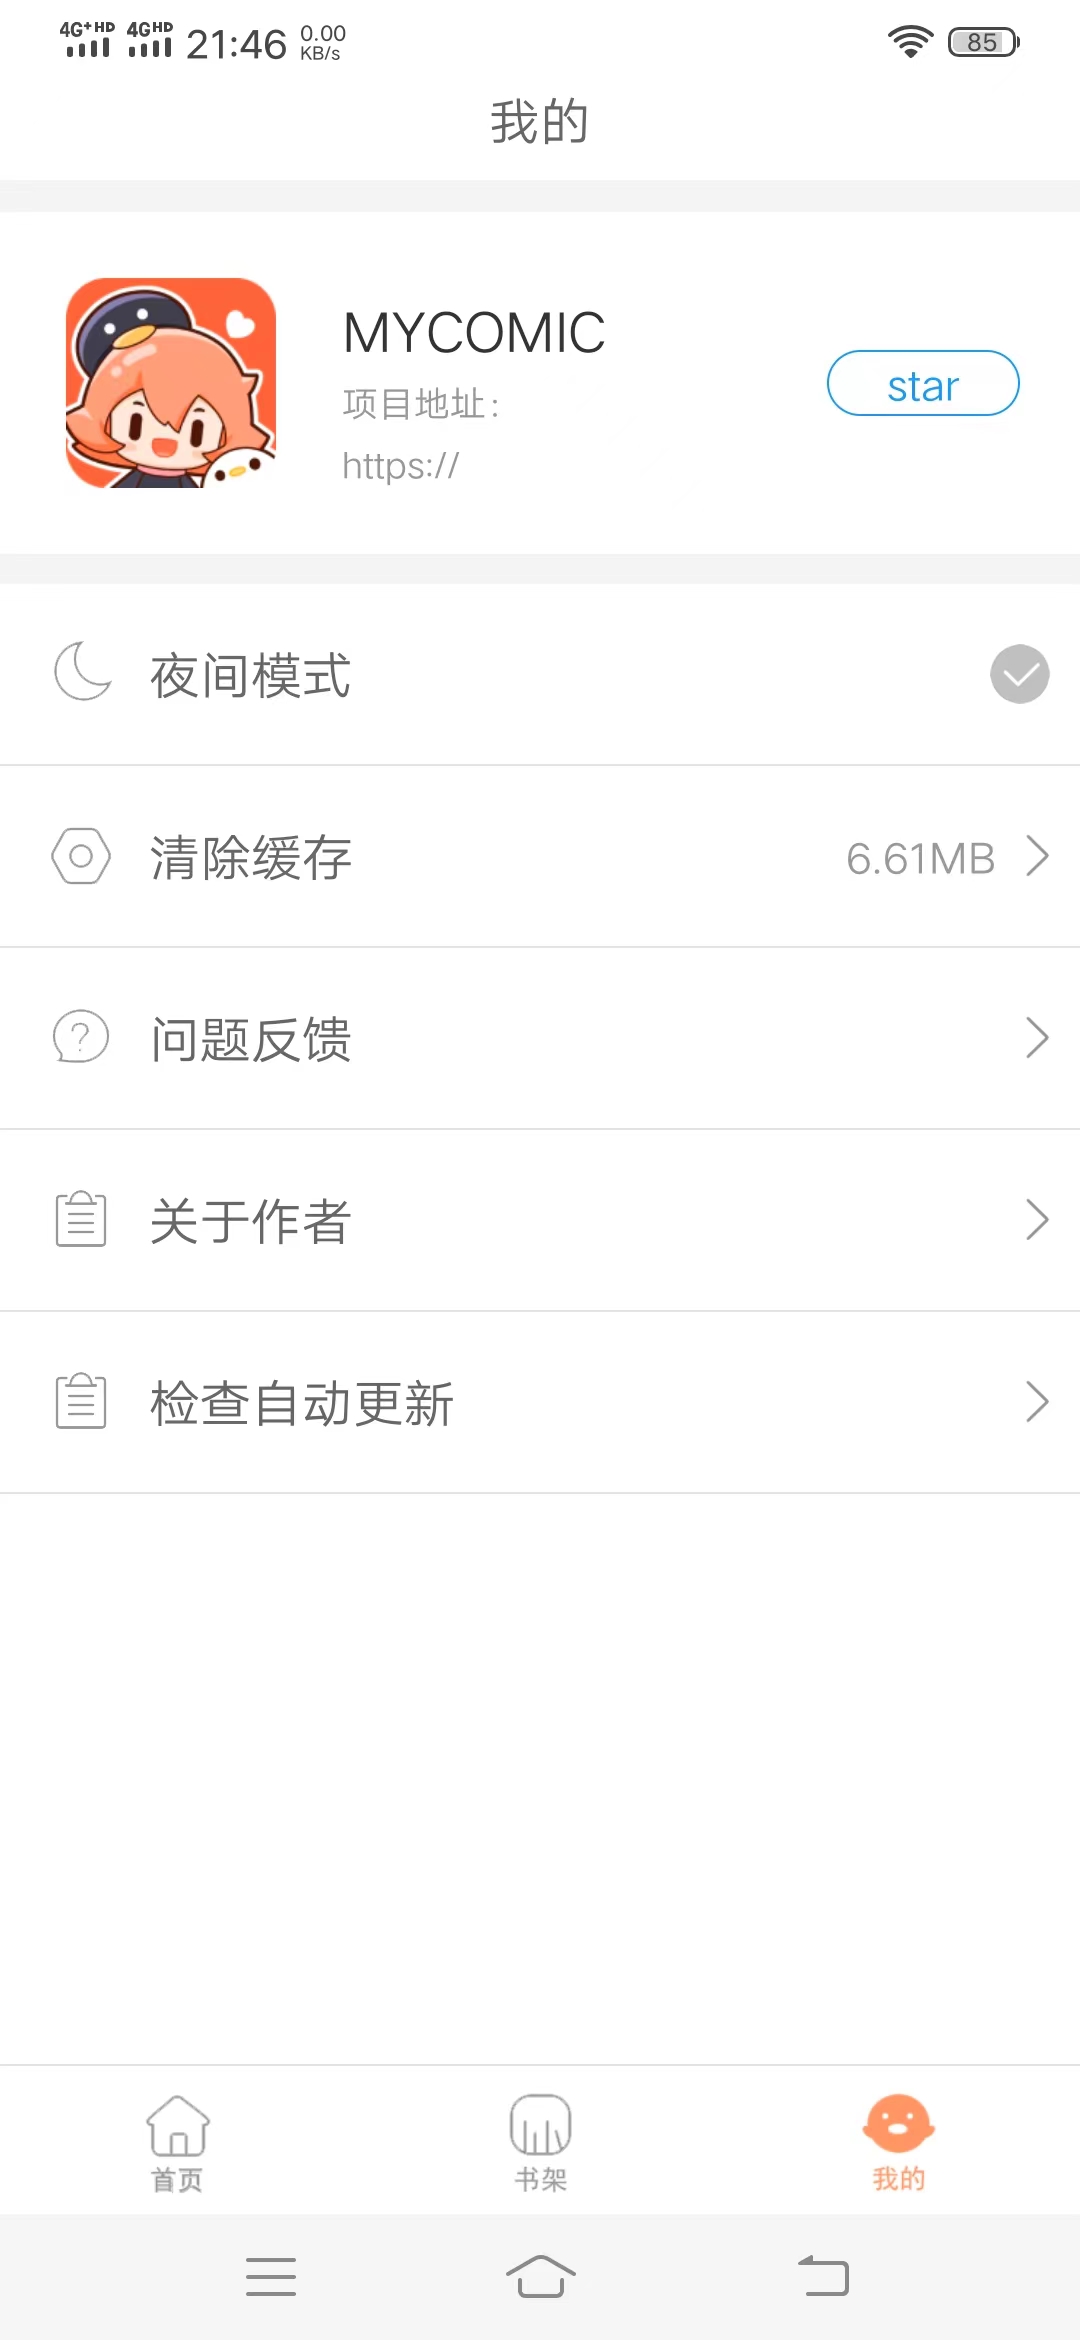 4G+HD 4GHD 21:46 0.00 KB/s 85
我的
MYCOMIC
项目地址:
https://
star
夜间模式
清除缓存 6.61MB
问题反馈
关于作者
检查自动更新
首页 书架 我的